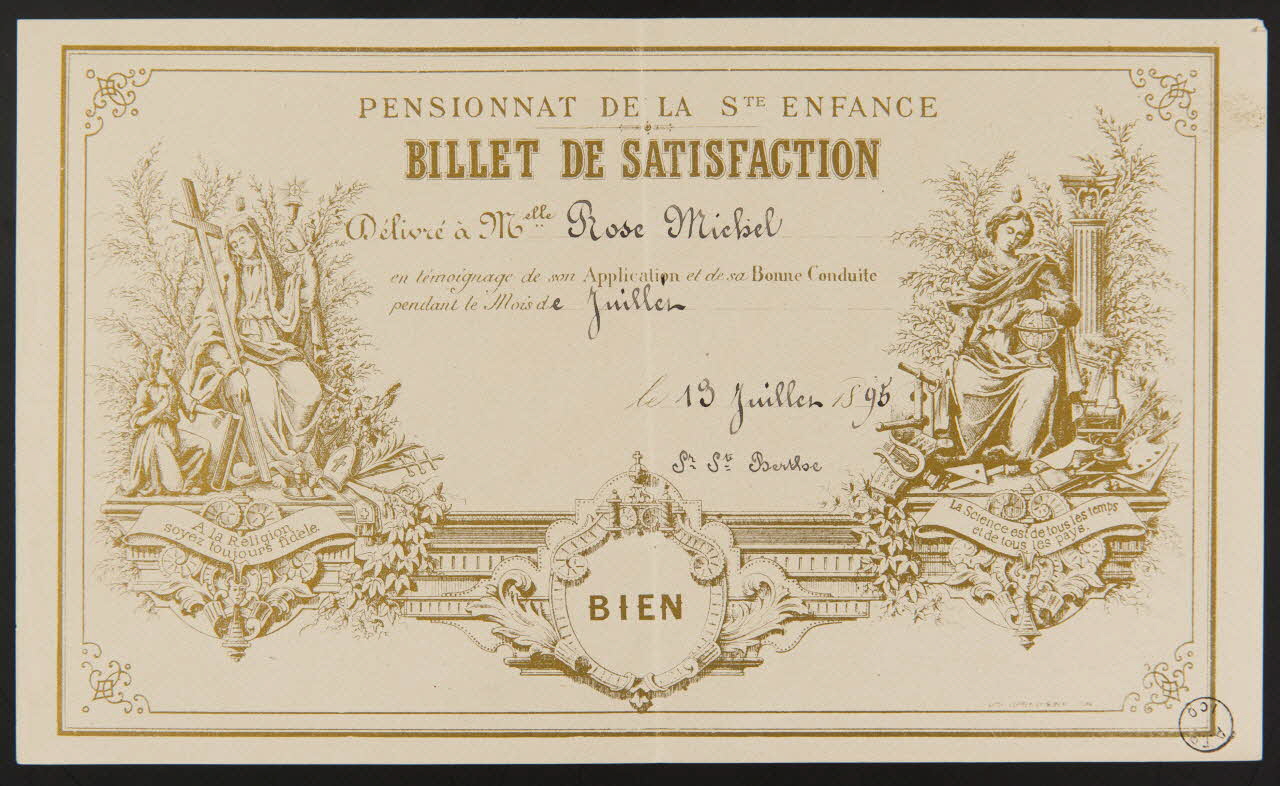 PENSIONNAT DE LA STE ENFANCE
BILLET DE SATISFACTION
Délivré à Melle Rose Michel
en témoignage de son Application et de sa Bonne Conduite
pendant le Mois de Juillet
le 13 Juillet 1895
Sr. Ste Berthe
A la Religion
soyez toujours fidèle.
La Science est de tous les temps
et de tous les pays.
BIEN